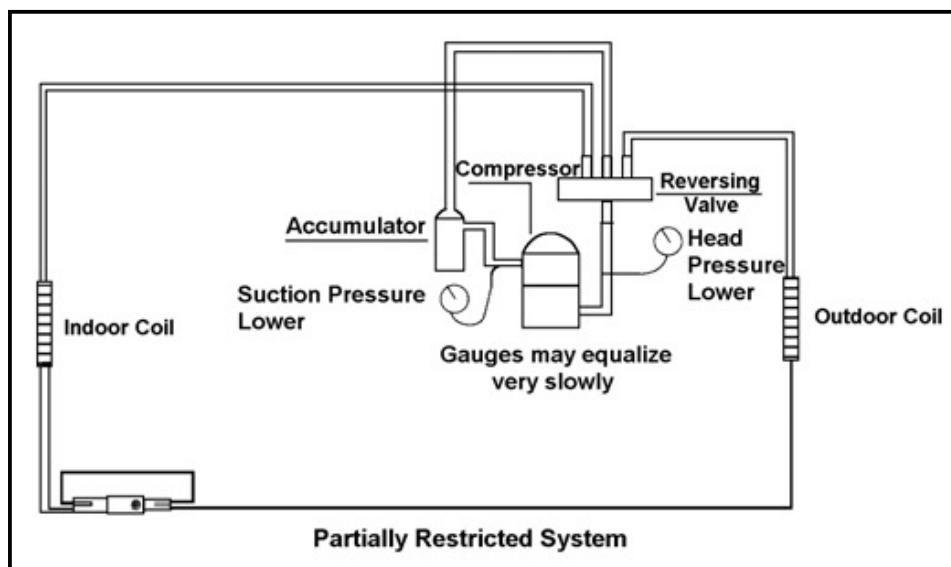 Compressor
Reversing
Valve
Accumulator
Head
Pressure
Lower
Suction Pressure
Lower
Indoor Coil
Outdoor Coil
Gauges may equalize
very slowly
Partially Restricted System